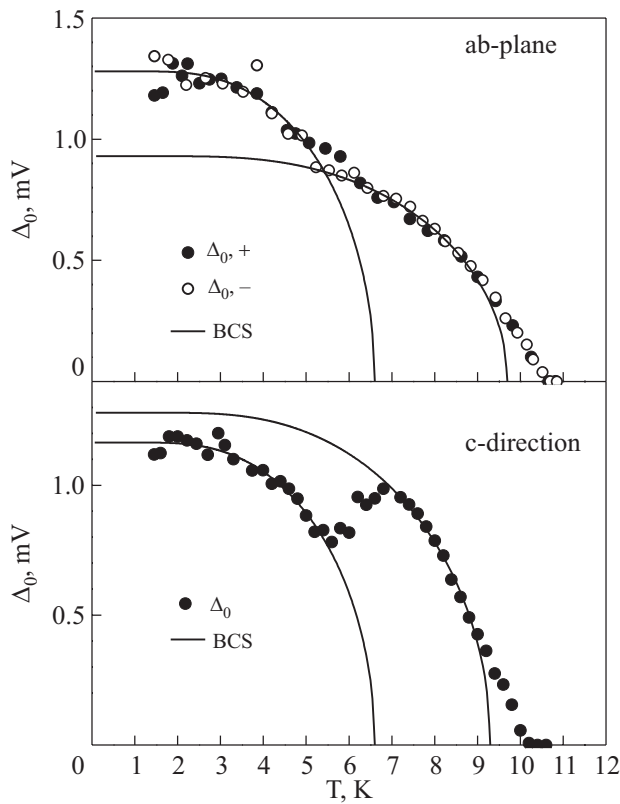 1.5
ab-plane
1.0
Δ₀, mV
0.5
Δ₀, +
Δ₀, –
BCS
0
c-direction
1.0
Δ₀, mV
0.5
Δ₀
BCS
0 1 2 3 4 5 6 7 8 9 10 11 12
T, K